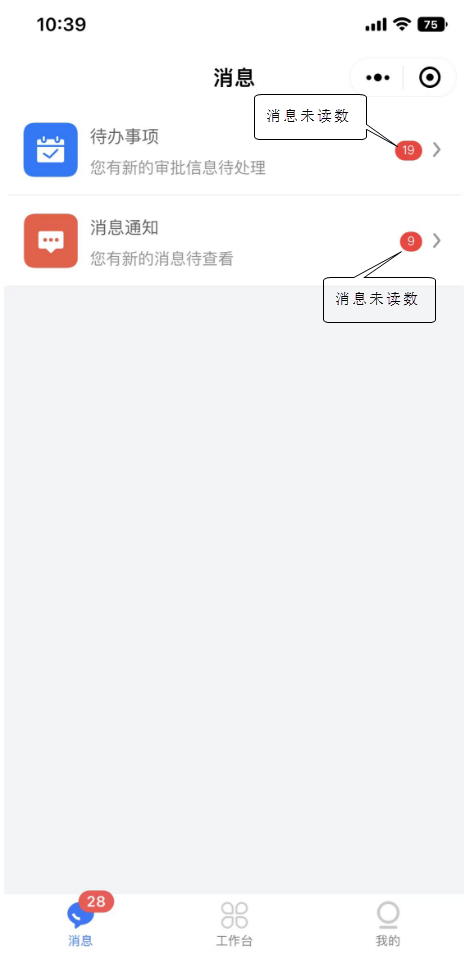 10:39
75
消息
消息未读数
待办事项
19
您有新的审批信息待处理
消息通知
9
您有新的消息待查看
消息未读数
28
消息
工作台
我的